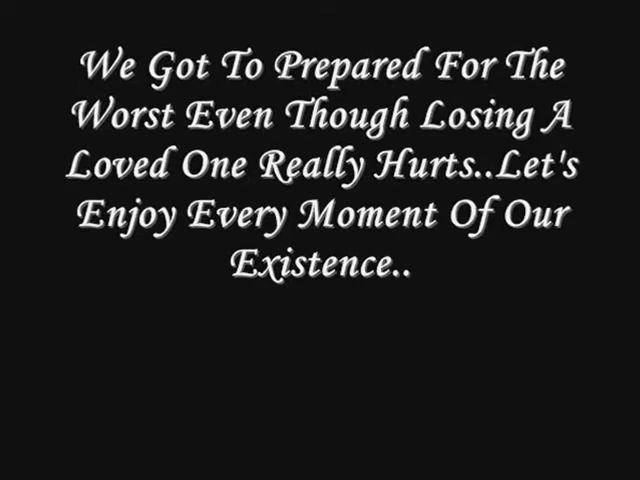 We Got To Prepared For The
Worst Even Though Losing A
Loved One Really Hurts..Let's
Enjoy Every Moment Of Our
Existence..